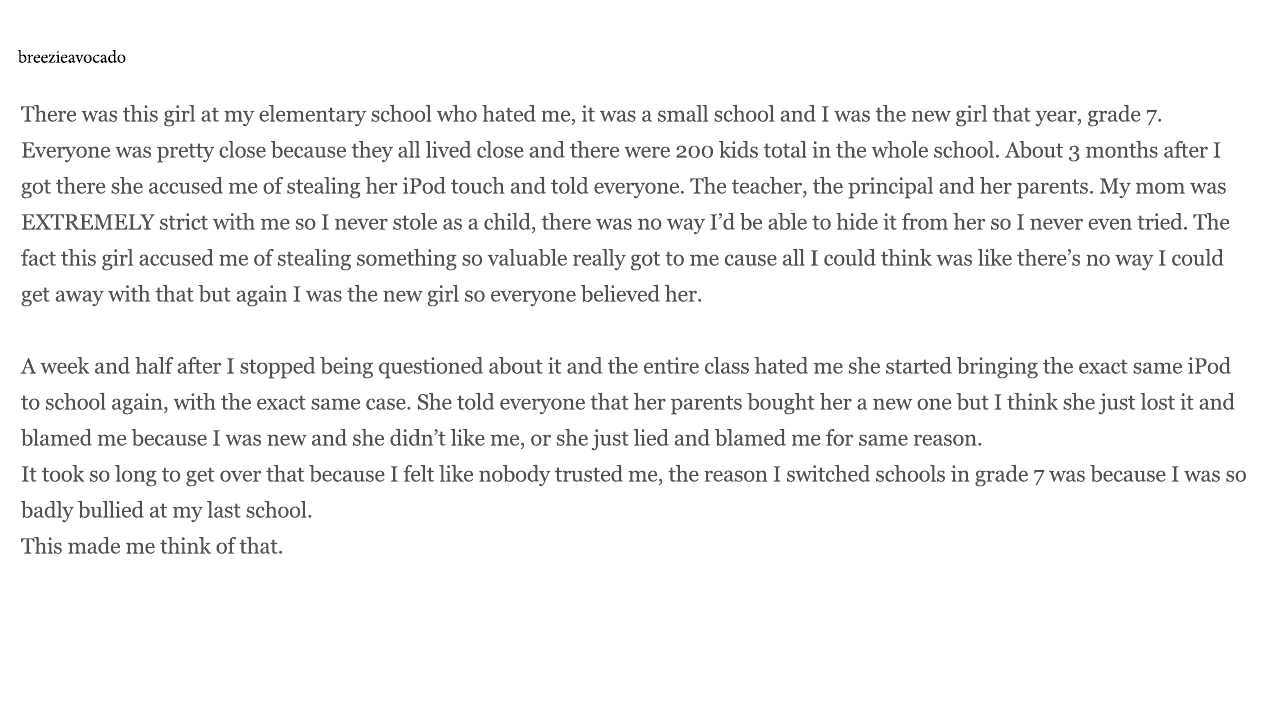 breezieavocado
There was this girl at my elementary school who hated me, it was a small school and I was the new girl that year, grade 7.
Everyone was pretty close because they all lived close and there were 200 kids total in the whole school. About 3 months after I
got there she accused me of stealing her iPod touch and told everyone. The teacher, the principal and her parents. My mom was
EXTREMELY strict with me so I never stole as a child, there was no way I’d be able to hide it from her so I never even tried. The
fact this girl accused me of stealing something so valuable really got to me cause all I could think was like there’s no way I could
get away with that but again I was the new girl so everyone believed her.
A week and half after I stopped being questioned about it and the entire class hated me she started bringing the exact same iPod
to school again, with the exact same case. She told everyone that her parents bought her a new one but I think she just lost it and
blamed me because I was new and she didn’t like me, or she just lied and blamed me for same reason.
It took so long to get over that because I felt like nobody trusted me, the reason I switched schools in grade 7 was because I was so
badly bullied at my last school.
This made me think of that.